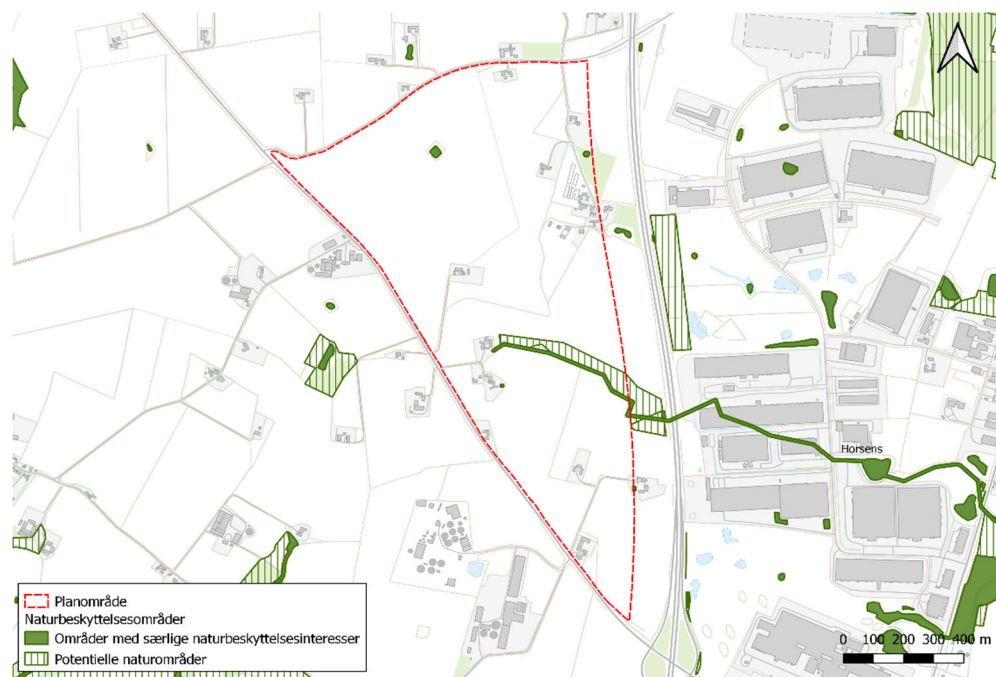 Horsens
Planområde
Naturbeskyttelsesområder
Områder med særlige naturbeskyttelsesinteresser
Potentielle naturområder
0 100 200 300 400 m